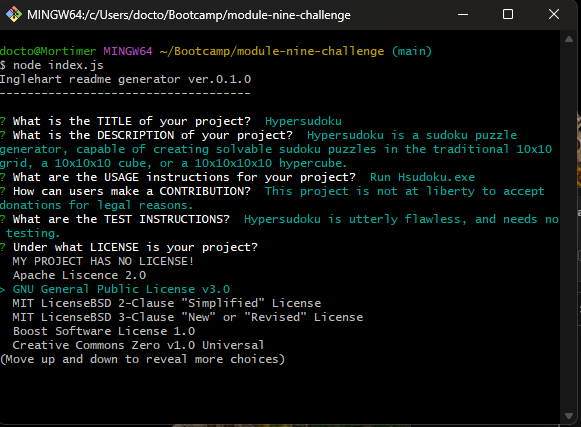 MINGW64:/c/Users/docto/Bootcamp/module-nine-challenge
docto@Mortimer MINGW64 ~/Bootcamp/module-nine-challenge (main)
$ node index.js
Inglehart readme generator ver.0.1.0
------------------------------------
? What is the TITLE of your project? Hypersudoku
? What is the DESCRIPTION of your project? Hypersudoku is a sudoku puzzle
generator, capable of creating solvable sudoku puzzles in the traditional 10x10
grid, a 10x10x10 cube, or a 10x10x10x10 hypercube.
? What are the USAGE instructions for your project? Run Hsudoku.exe
? How can users make a CONTRIBUTION? This project is not at liberty to accept
donations for legal reasons.
? What are the TEST INSTRUCTIONS? Hypersudoku is utterly flawless, and needs no
testing.
? Under what LICENSE is your project?
MY PROJECT HAS NO LICENSE!
Apache Liscence 2.0
> GNU General Public License v3.0
MIT LicenseBSD 2-Clause "Simplified" License
MIT LicenseBSD 3-Clause "New" or "Revised" License
Boost Software License 1.0
Creative Commons Zero v1.0 Universal
(Move up and down to reveal more choices)